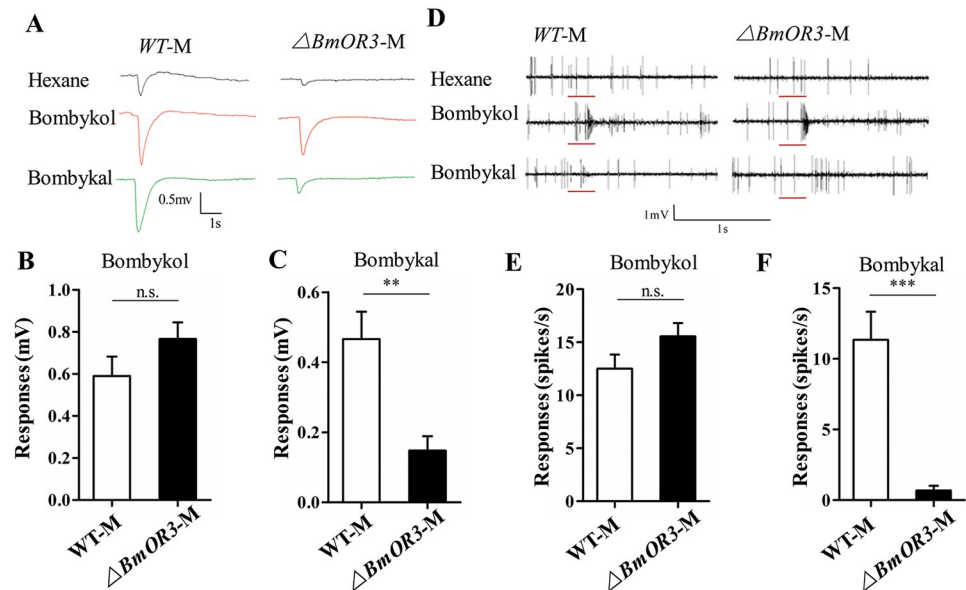 A
WT-M
△BmOR3-M
Hexane
Bombykol
Bombykal
0.5mv
1s
D
WT-M
△BmOR3-M
Hexane
Bombykol
Bombykal
1mV
1s
B
Bombykol
n.s.
Responses (mV)
1.0
0.8
0.6
0.4
0.2
0.0
WT-M
△BmOR3-M
C
Bombykal
**
Responses (mV)
0.6
0.4
0.2
0.0
WT-M
△BmOR3-M
E
Bombykol
n.s.
Responses (spikes/s)
20
15
10
5
0
WT-M
△BmOR3-M
F
Bombykal
***
Responses (spikes/s)
15
10
5
0
WT-M
△BmOR3-M